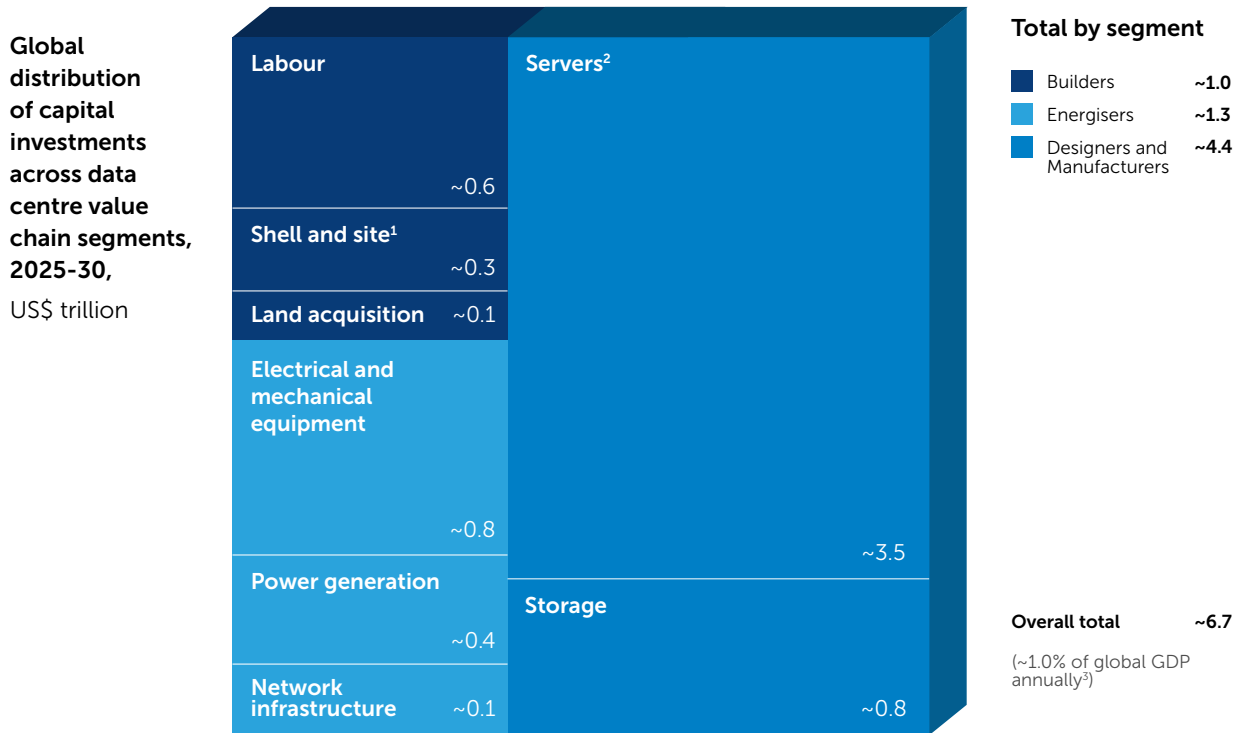 Global
distribution
of capital
investments
across data
centre value
chain segments,
2025-30,
US$ trillion
Labour
~0.6
Shell and site¹
~0.3
Land acquisition ~0.1
Electrical and
mechanical
equipment
~0.8
Power generation
~0.4
Network
infrastructure ~0.1
Servers²
~3.5
Storage
~0.8
Total by segment
Builders ~1.0
Energisers ~1.3
Designers and ~4.4
Manufacturers
Overall total ~6.7
(~1.0% of global GDP
annually³)